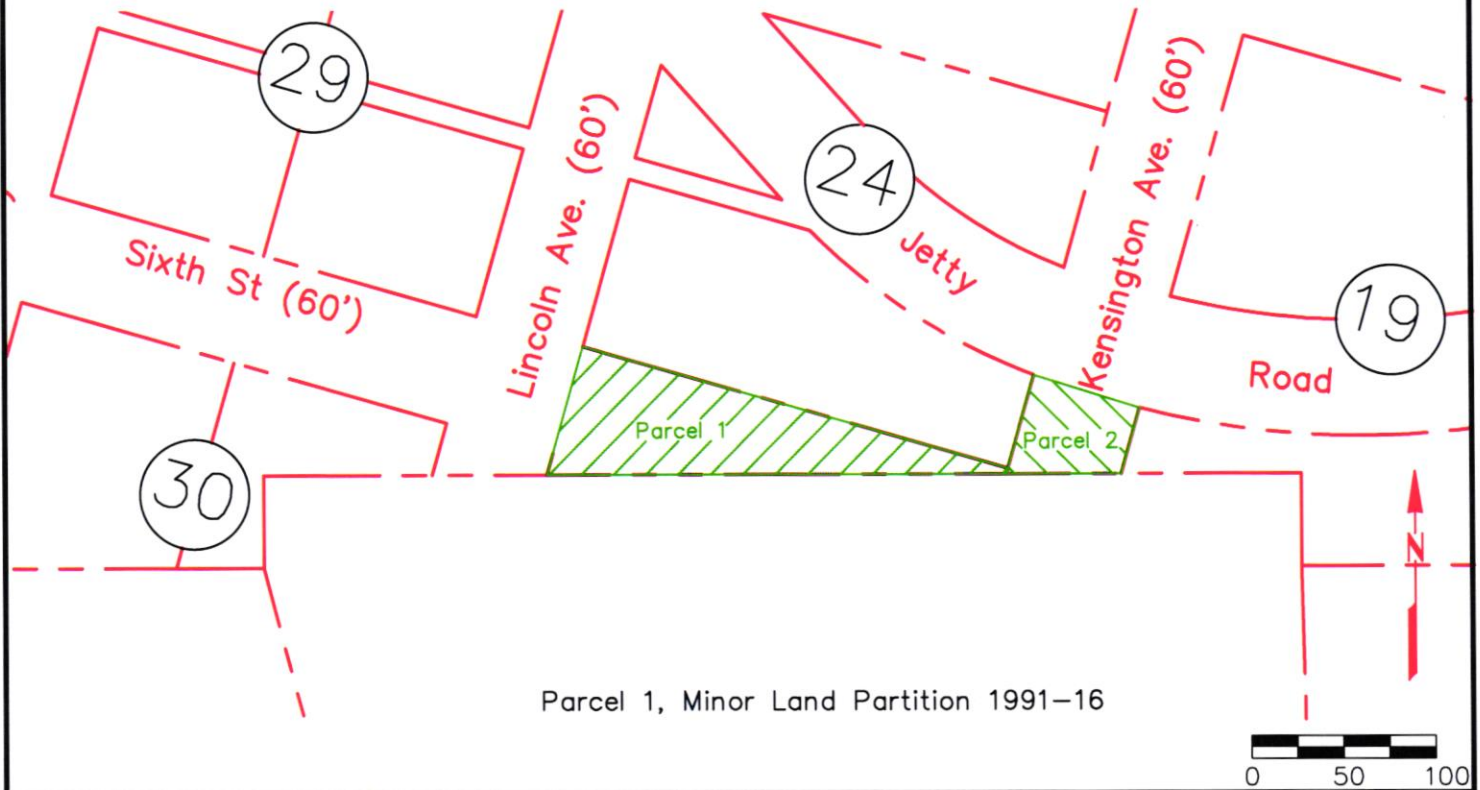 29
Lincoln Ave. (60')
24
Kensington Ave. (60')
Jetty
Sixth St (60')
19
Road
Parcel 1
Parcel 2
30
N
Parcel 1, Minor Land Partition 1991-16
0 50 100